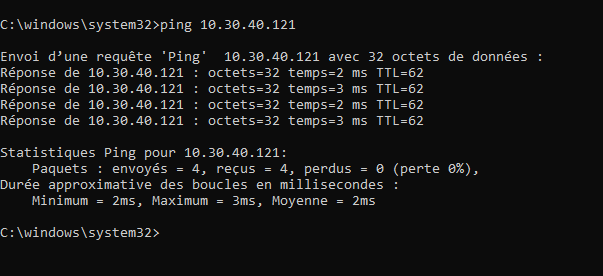 C:\windows\system32>ping 10.30.40.121
Envoi d’une requête 'Ping'  10.30.40.121 avec 32 octets de données :
Réponse de 10.30.40.121 : octets=32 temps=2 ms TTL=62
Réponse de 10.30.40.121 : octets=32 temps=3 ms TTL=62
Réponse de 10.30.40.121 : octets=32 temps=2 ms TTL=62
Réponse de 10.30.40.121 : octets=32 temps=3 ms TTL=62
Statistiques Ping pour 10.30.40.121:
    Paquets : envoyés = 4, reçus = 4, perdus = 0 (perte 0%),
Durée approximative des boucles en millisecondes :
    Minimum = 2ms, Maximum = 3ms, Moyenne = 2ms
C:\windows\system32>